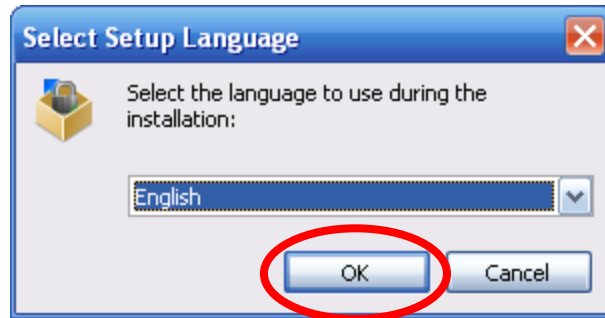 Select Setup Language
Select the language to use during the
installation:
English
OK
Cancel